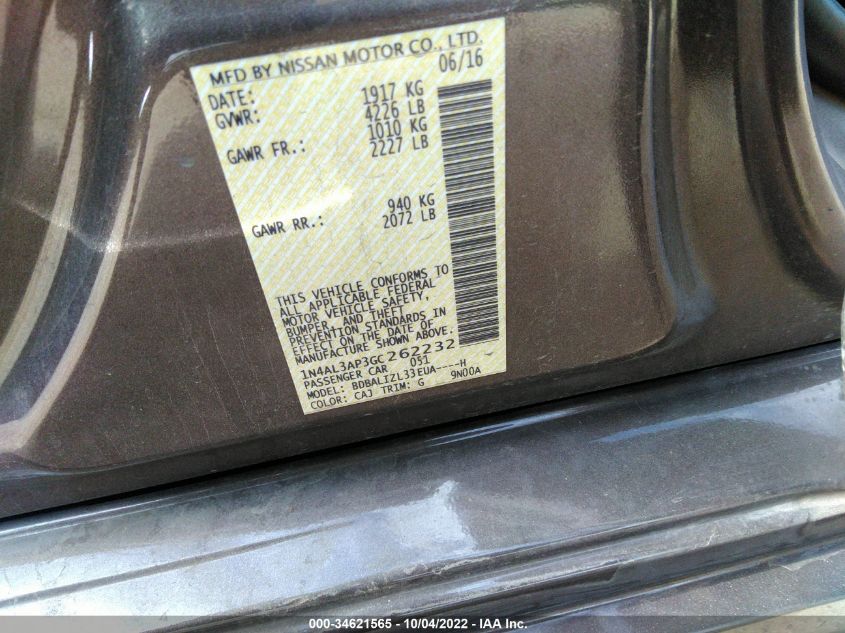 MFD BY NISSAN MOTOR CO., LTD.
DATE: 06/16
GVWR: 1917 KG
4226 LB
GAWR FR.: 1010 KG
2227 LB
GAWR RR.: 940 KG
2072 LB
THIS VEHICLE CONFORMS TO
ALL APPLICABLE FEDERAL
MOTOR VEHICLE SAFETY,
BUMPER, AND THEFT
PREVENTION STANDARDS IN
EFFECT ON THE DATE OF
MANUFACTURE SHOWN ABOVE.
1N4AL3AP3GC262232
PASSENGER CAR 051
MODEL: BDBALIZL33EUA----H
COLOR: CAJ TRIM: G 9N00A
000-34621565 - 10/04/2022 - IAA Inc.